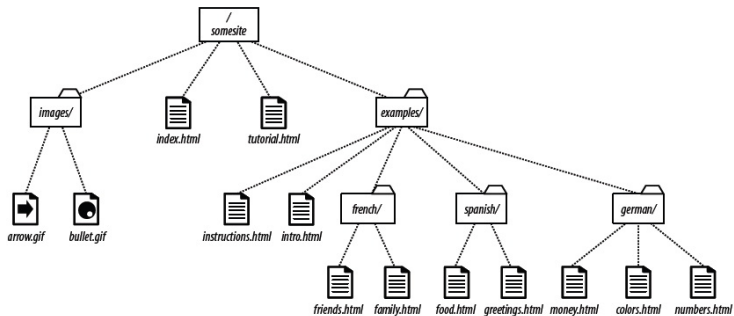 /
somesite
images/
index.html
tutorial.html
examples/
arrow.gif
bullet.gif
instructions.html
intro.html
french/
spanish/
german/
friends.html
family.html
food.html
greetings.html
money.html
colors.html
numbers.html